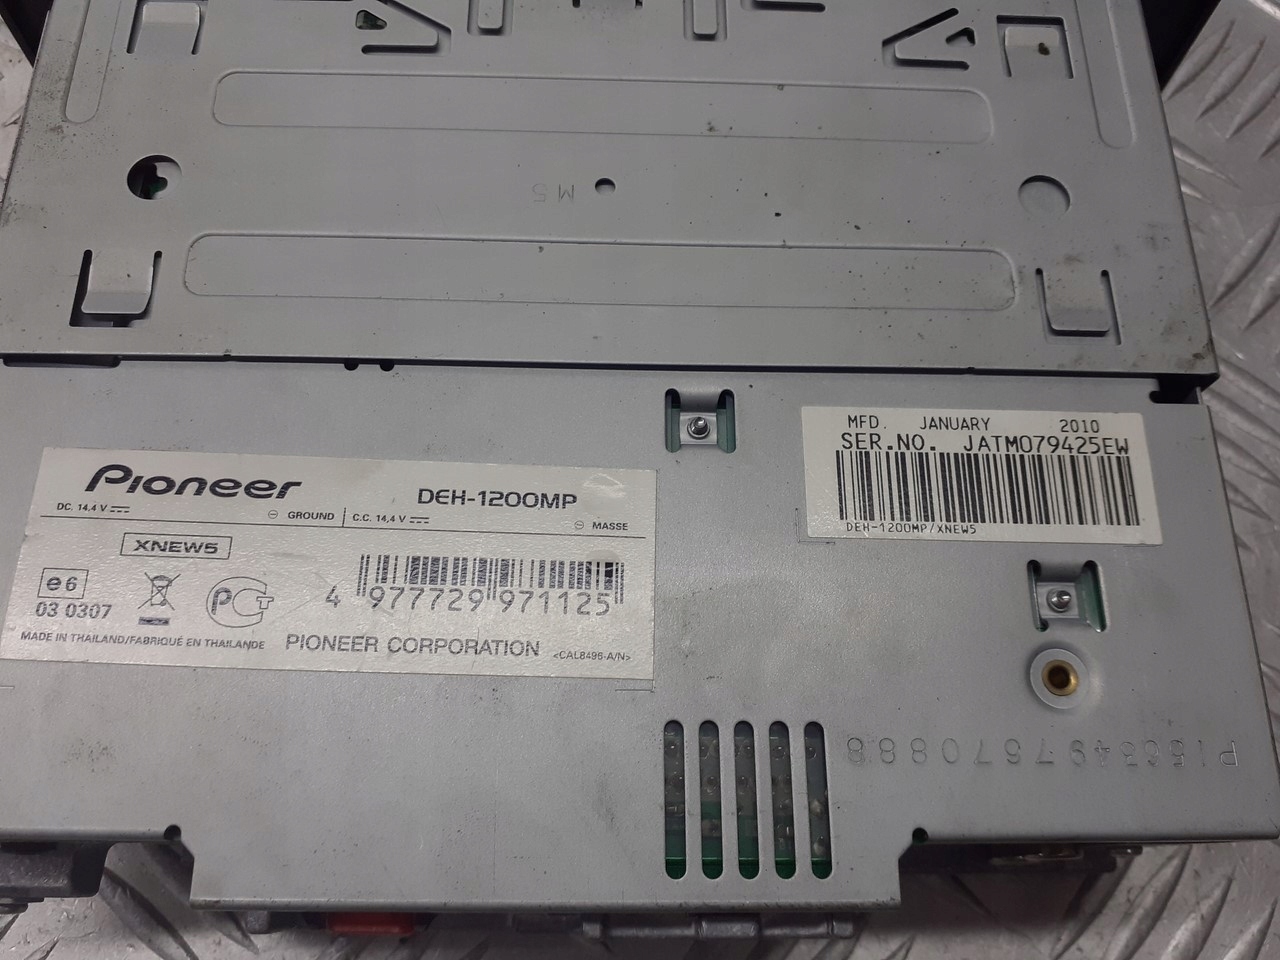 M5
Pioneer DEH-1200MP
DC. 14,4 V ⎓ ⊖ GROUND C.C. 14,4 V ⎓ ⊖ MASSE
XNEW5
e6
03 0307
4 977729 971125
MADE IN THAILAND/FABRIQUÉ EN THAILANDE PIONEER CORPORATION <CAL8496-A/N>
MFD. JANUARY 2010
SER.NO. JATM079425EW
DEH-1200MP/XNEW5